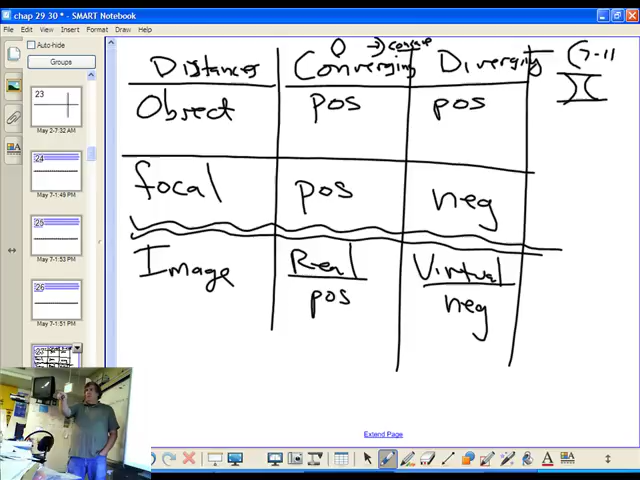 chap 29 30 * - SMART Notebook
File Edit View Insert Format Draw Help
Auto-hide
Groups
23
May 2-7:32 AM
24
May 7-1:49 PM
25
May 7-1:53 PM
26
May 7-1:51 PM
Distances Converging Diverging
Obsect pos pos
focal pos neg
Image Real Virtual
pos neg
Extend Page